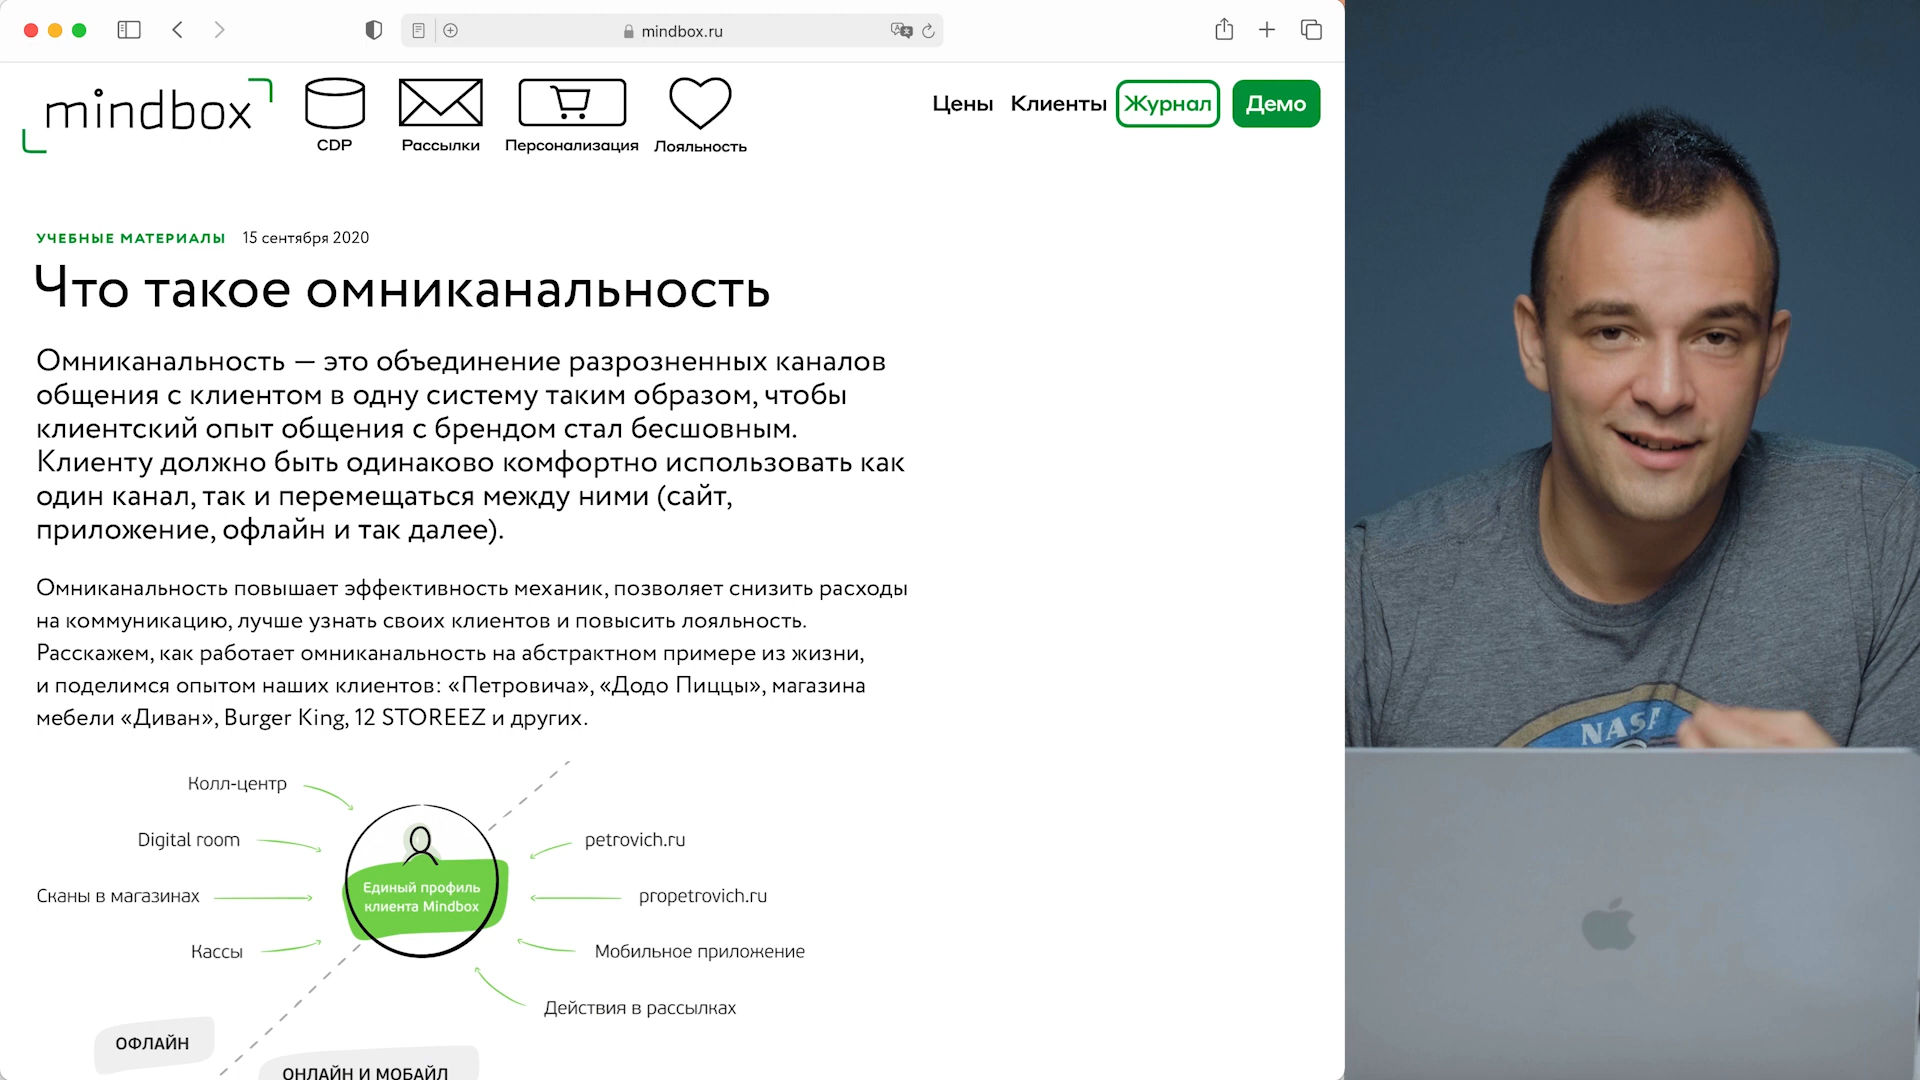 mindbox.ru
mindbox
CDP
Рассылки
Персонализация
Лояльность
Цены
Клиенты
Журнал
Демо
УЧЕБНЫЕ МАТЕРИАЛЫ 15 сентября 2020
Что такое омниканальность
Омниканальность — это объединение разрозненных каналов
общения с клиентом в одну систему таким образом, чтобы
клиентский опыт общения с брендом стал бесшовным.
Клиенту должно быть одинаково комфортно использовать как
один канал, так и перемещаться между ними (сайт,
приложение, офлайн и так далее).
Омниканальность повышает эффективность механик, позволяет снизить расходы
на коммуникацию, лучше узнать своих клиентов и повысить лояльность.
Расскажем, как работает омниканальность на абстрактном примере из жизни,
и поделимся опытом наших клиентов: «Петровича», «Додо Пиццы», магазина
мебели «Диван», Burger King, 12 STOREEZ и других.
Колл-центр
Digital room
Сканы в магазинах
Кассы
Единый профиль
клиента Mindbox
petrovich.ru
propetrovich.ru
Мобильное приложение
Действия в рассылках
ОФЛАЙН
ОНЛАЙН И МОБАЙЛ
NASA